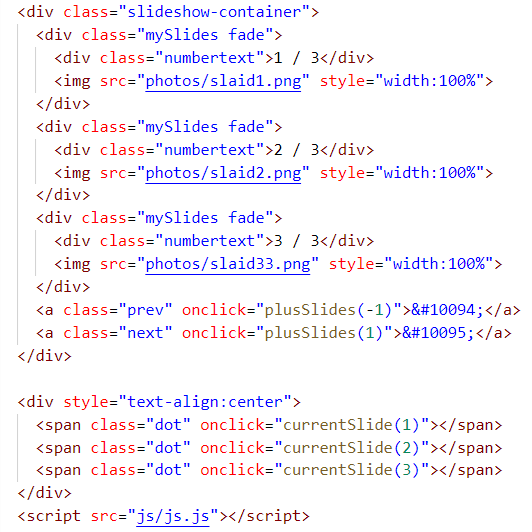 <div class="slideshow-container">
<div class="mySlides fade">
<div class="numbertext">1 / 3</div>
<img src="photos/slaid1.png" style="width:100%">
</div>
<div class="mySlides fade">
<div class="numbertext">2 / 3</div>
<img src="photos/slaid2.png" style="width:100%">
</div>
<div class="mySlides fade">
<div class="numbertext">3 / 3</div>
<img src="photos/slaid33.png" style="width:100%">
</div>
<a class="prev" onclick="plusSlides(-1)">&#10094;</a>
<a class="next" onclick="plusSlides(1)">&#10095;</a>
</div>
<div style="text-align:center">
<span class="dot" onclick="currentSlide(1)"></span>
<span class="dot" onclick="currentSlide(2)"></span>
<span class="dot" onclick="currentSlide(3)"></span>
</div>
<script src="js/js.js"></script>